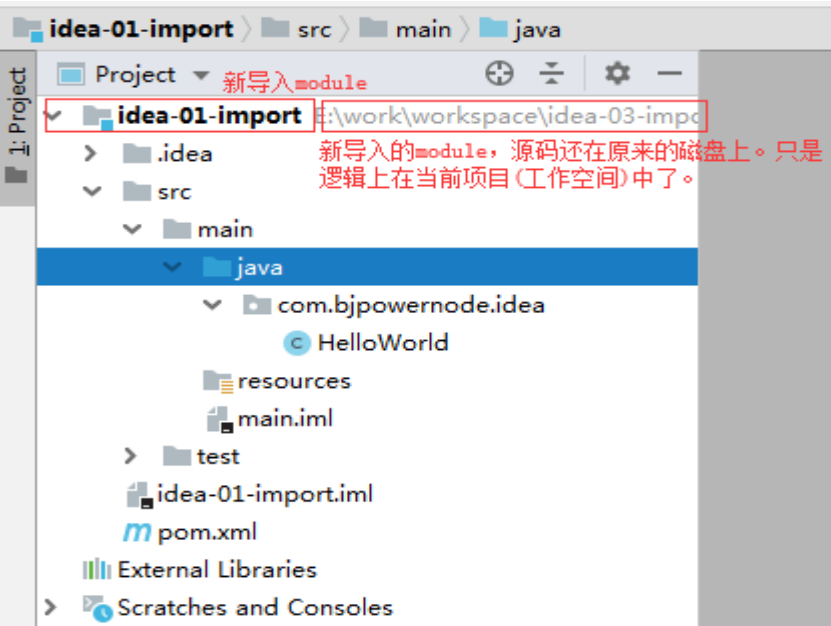 idea-01-import 〉 src 〉 main 〉 java
1: Project
Project
新导入module
idea-01-import E:\work\workspace\idea-03-impo
.idea
新导入的module，源码还在原来的磁盘上。只是
逻辑上在当前项目(工作空间)中了。
src
main
java
com.bjpowernode.idea
C HelloWorld
resources
main.iml
test
idea-01-import.iml
m pom.xml
External Libraries
Scratches and Consoles